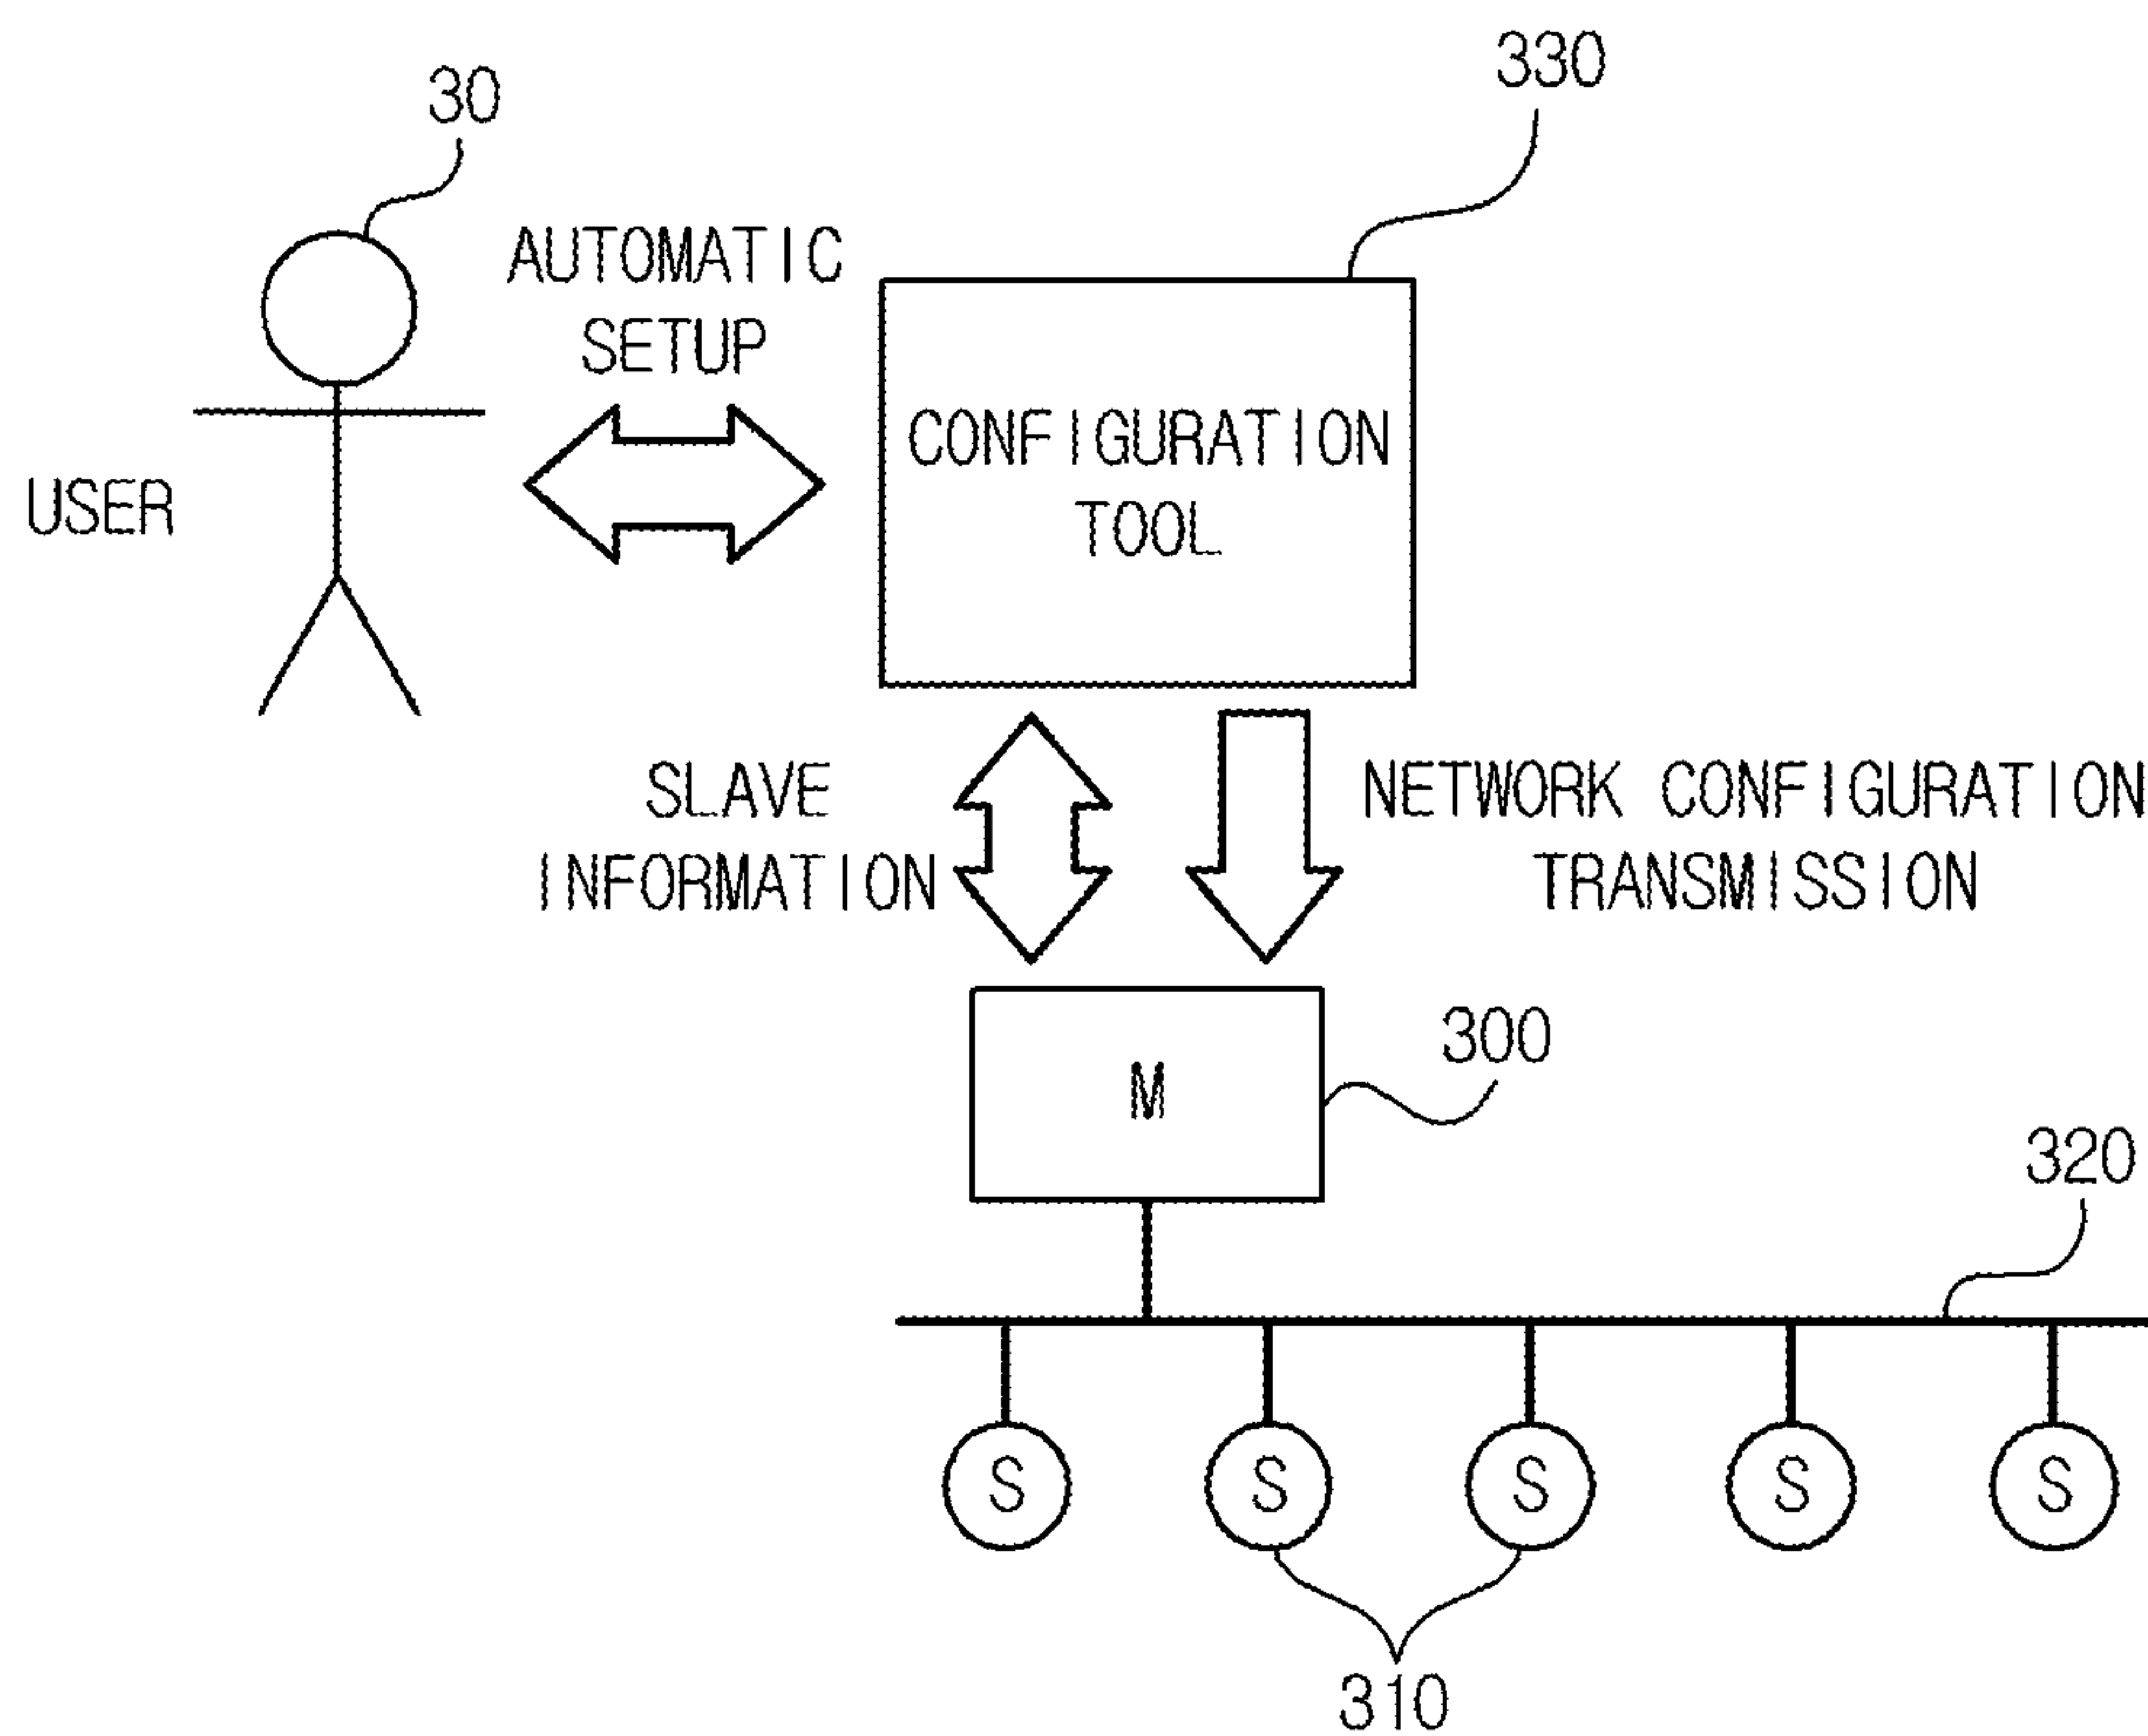 330
30
AUTOMATIC
SETUP
CONFIGURATION
TOOL
USER
SLAVE
INFORMATION
NETWORK CONFIGURATION
TRANSMISSION
M
300
320
S S S S S
310